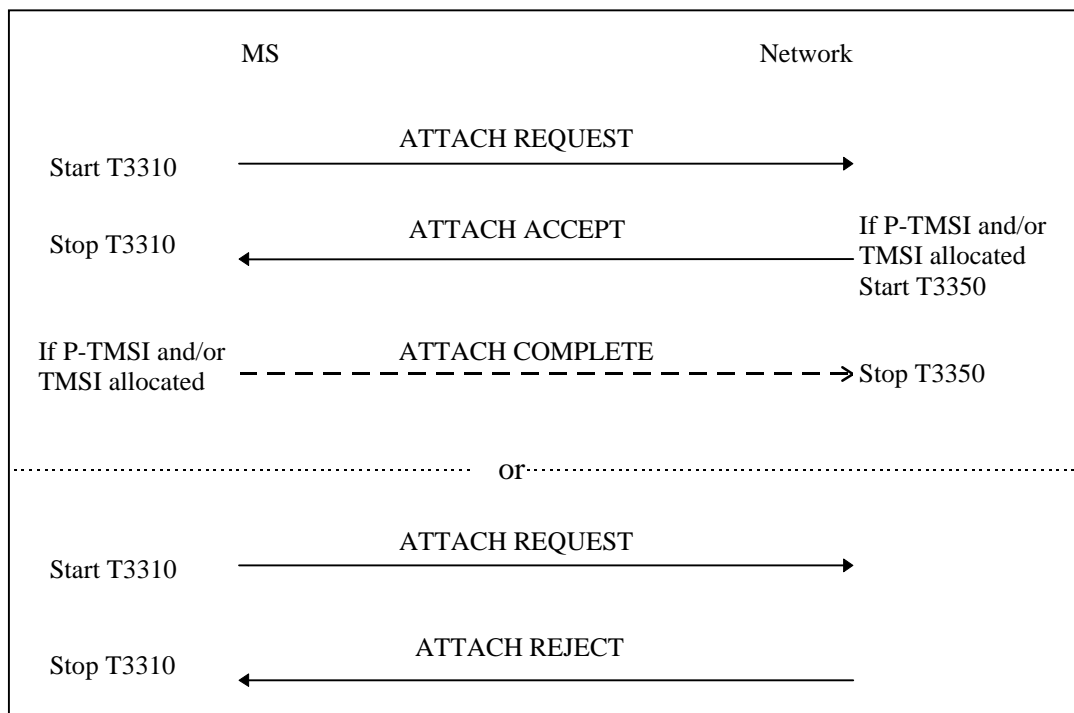 MS Network
ATTACH REQUEST
Start T3310
ATTACH ACCEPT
Stop T3310
If P-TMSI and/or
TMSI allocated
Start T3350
If P-TMSI and/or
TMSI allocated
ATTACH COMPLETE
Stop T3350
or
ATTACH REQUEST
Start T3310
ATTACH REJECT
Stop T3310